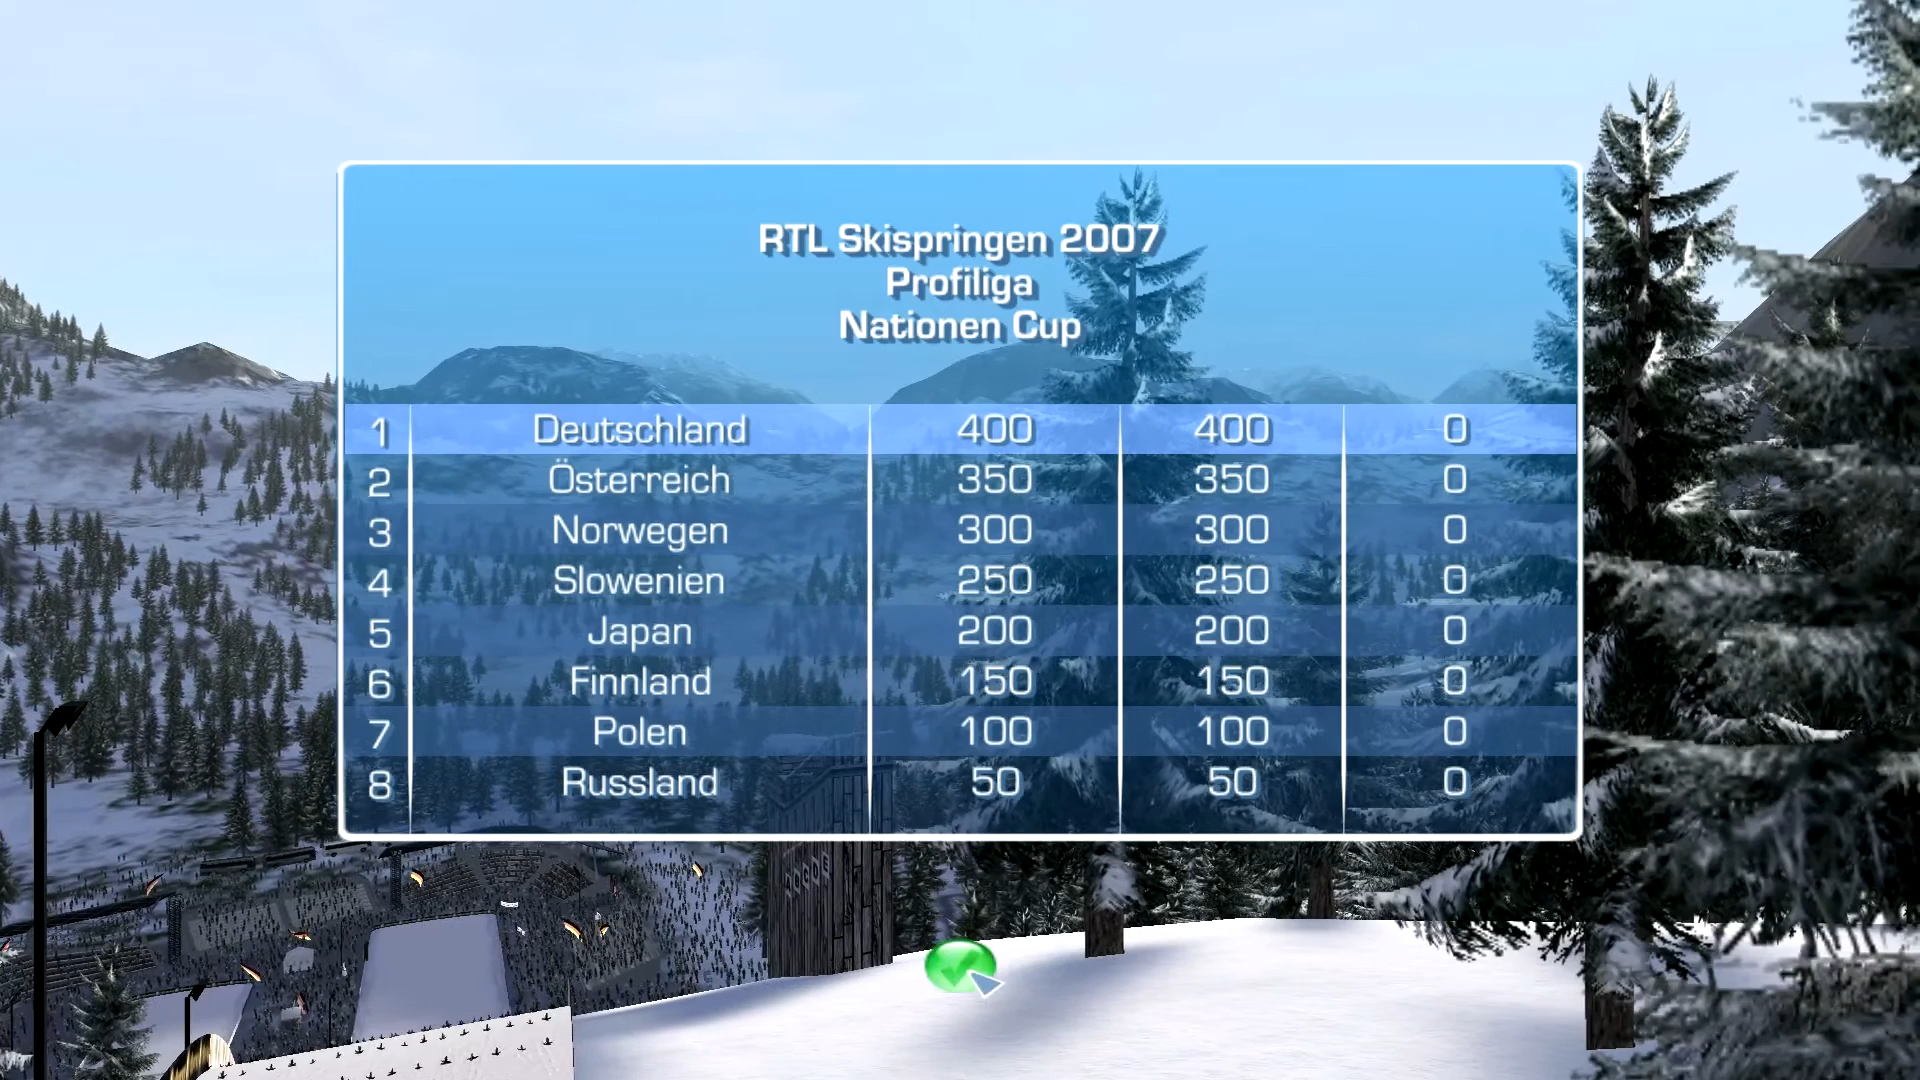 RTL Skispringen 2007
Profiliga
Nationen Cup
1 Deutschland 400 400 0
2 Österreich 350 350 0
3 Norwegen 300 300 0
4 Slowenien 250 250 0
5 Japan 200 200 0
6 Finnland 150 150 0
7 Polen 100 100 0
8 Russland 50 50 0